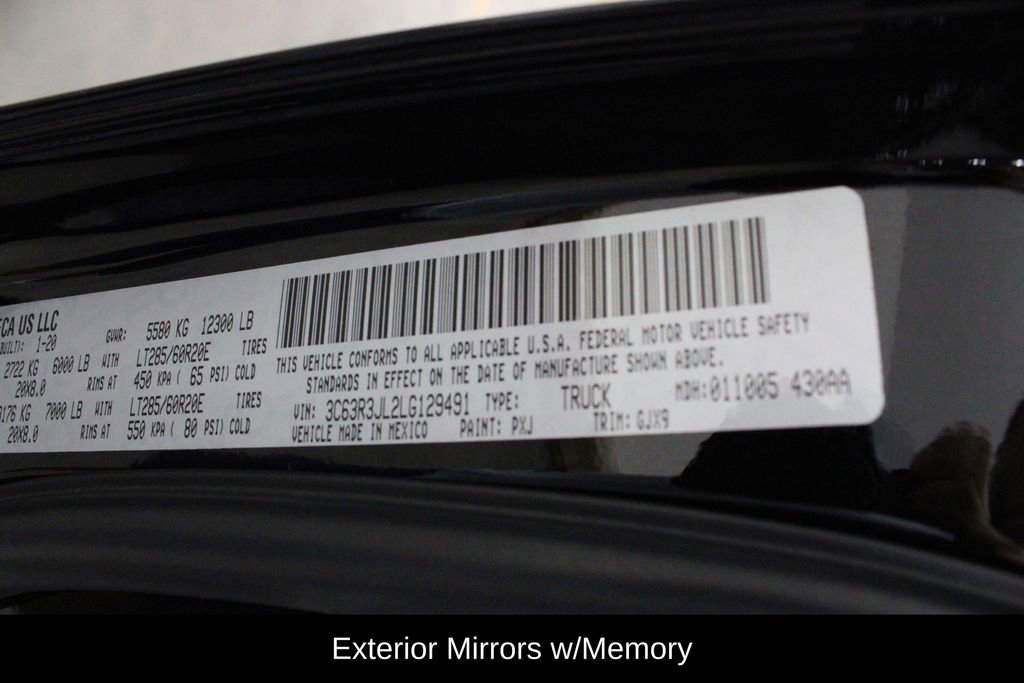 FCA US LLC
BUILT): 1-20
GVWR: 5580 KG 12300 LB
2722 KG 6000 LB WITH LT285/60R20E TIRES
20X8.0 RIMS AT 450 KPA ( 65 PSI) COLD
3176 KG 7000 LB WITH LT285/60R20E TIRES
20X8.0 RIMS AT 550 KPA ( 80 PSI) COLD
THIS VEHICLE CONFORMS TO ALL APPLICABLE U.S.A. FEDERAL MOTOR VEHICLE SAFETY
STANDARDS IN EFFECT ON THE DATE OF MANUFACTURE SHOWN ABOVE.
VIN: 3C63R3JL2LG129491 TYPE: TRUCK MDH: 011005 430AA
VEHICLE MADE IN MEXICO PAINT: PXJ TRIM: GJX9
Exterior Mirrors w/Memory